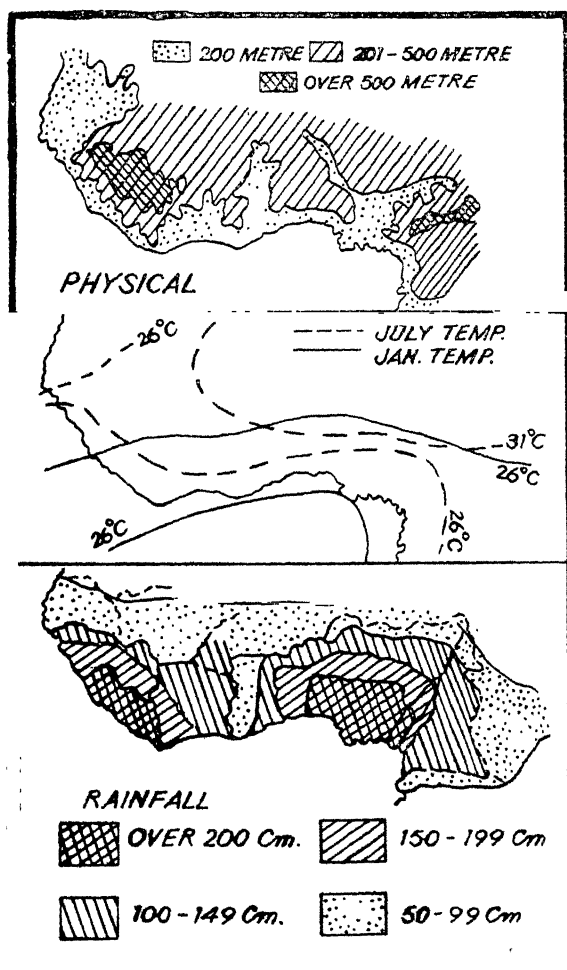 200 METRE 201-500 METRE
OVER 500 METRE
PHYSICAL
26°C
JULY TEMP.
JAN. TEMP.
31°C
26°C
26°C
26°C
RAINFALL
OVER 200 Cm. 150-199 Cm
100-149 Cm. 50-99 Cm